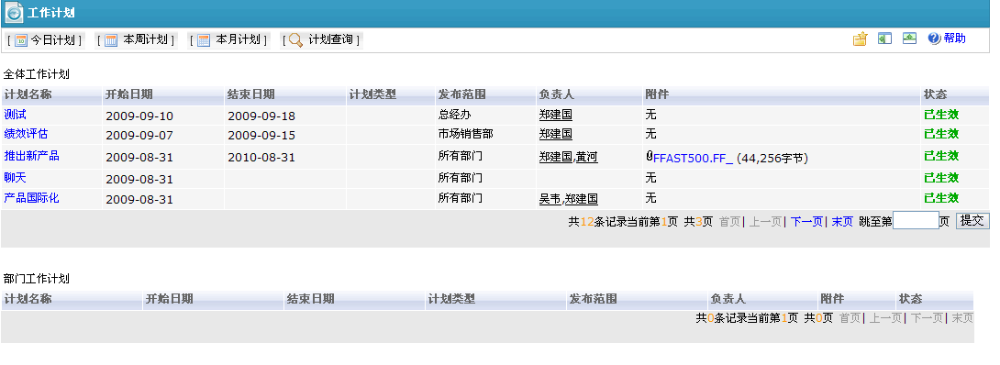 工作计划
[ 今日计划 ] [ 本周计划 ] [ 本月计划 ] [ 计划查询 ] 帮助
全体工作计划
计划名称 开始日期 结束日期 计划类型 发布范围 负责人 附件 状态
测试 2009-09-10 2009-09-18 总经办 郑建国 无 已生效
绩效评估 2009-09-07 2009-09-15 市场销售部 郑建国 无 已生效
推出新产品 2009-08-31 2010-08-31 所有部门 郑建国,黄河 FFAST500.FF_ (44,256字节) 已生效
聊天 2009-08-31 所有部门 无 已生效
产品国际化 2009-08-31 所有部门 吴韦,郑建国 无 已生效
共12条记录当前第1页 共3页 首页| 上一页| 下一页| 末页 跳至第 页 提交
部门工作计划
计划名称 开始日期 结束日期 计划类型 发布范围 负责人 附件 状态
共0条记录当前第1页 共0页 首页| 上一页| 下一页| 末页